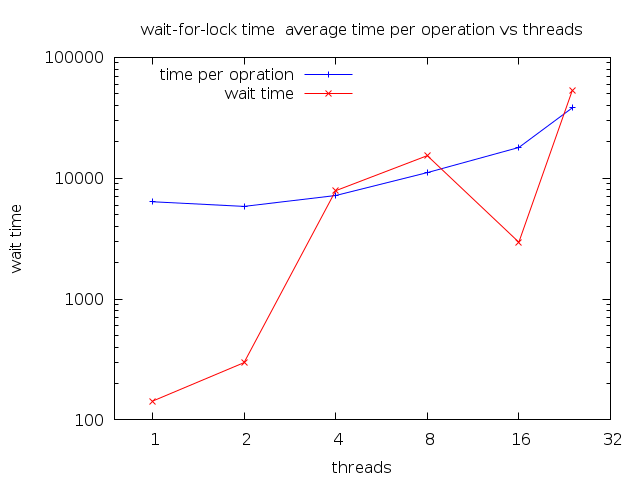 wait-for-lock time  average time per operation vs threads
100000
time per opration
wait time
10000
wait time
1000
100
1 2 4 8 16 32
threads